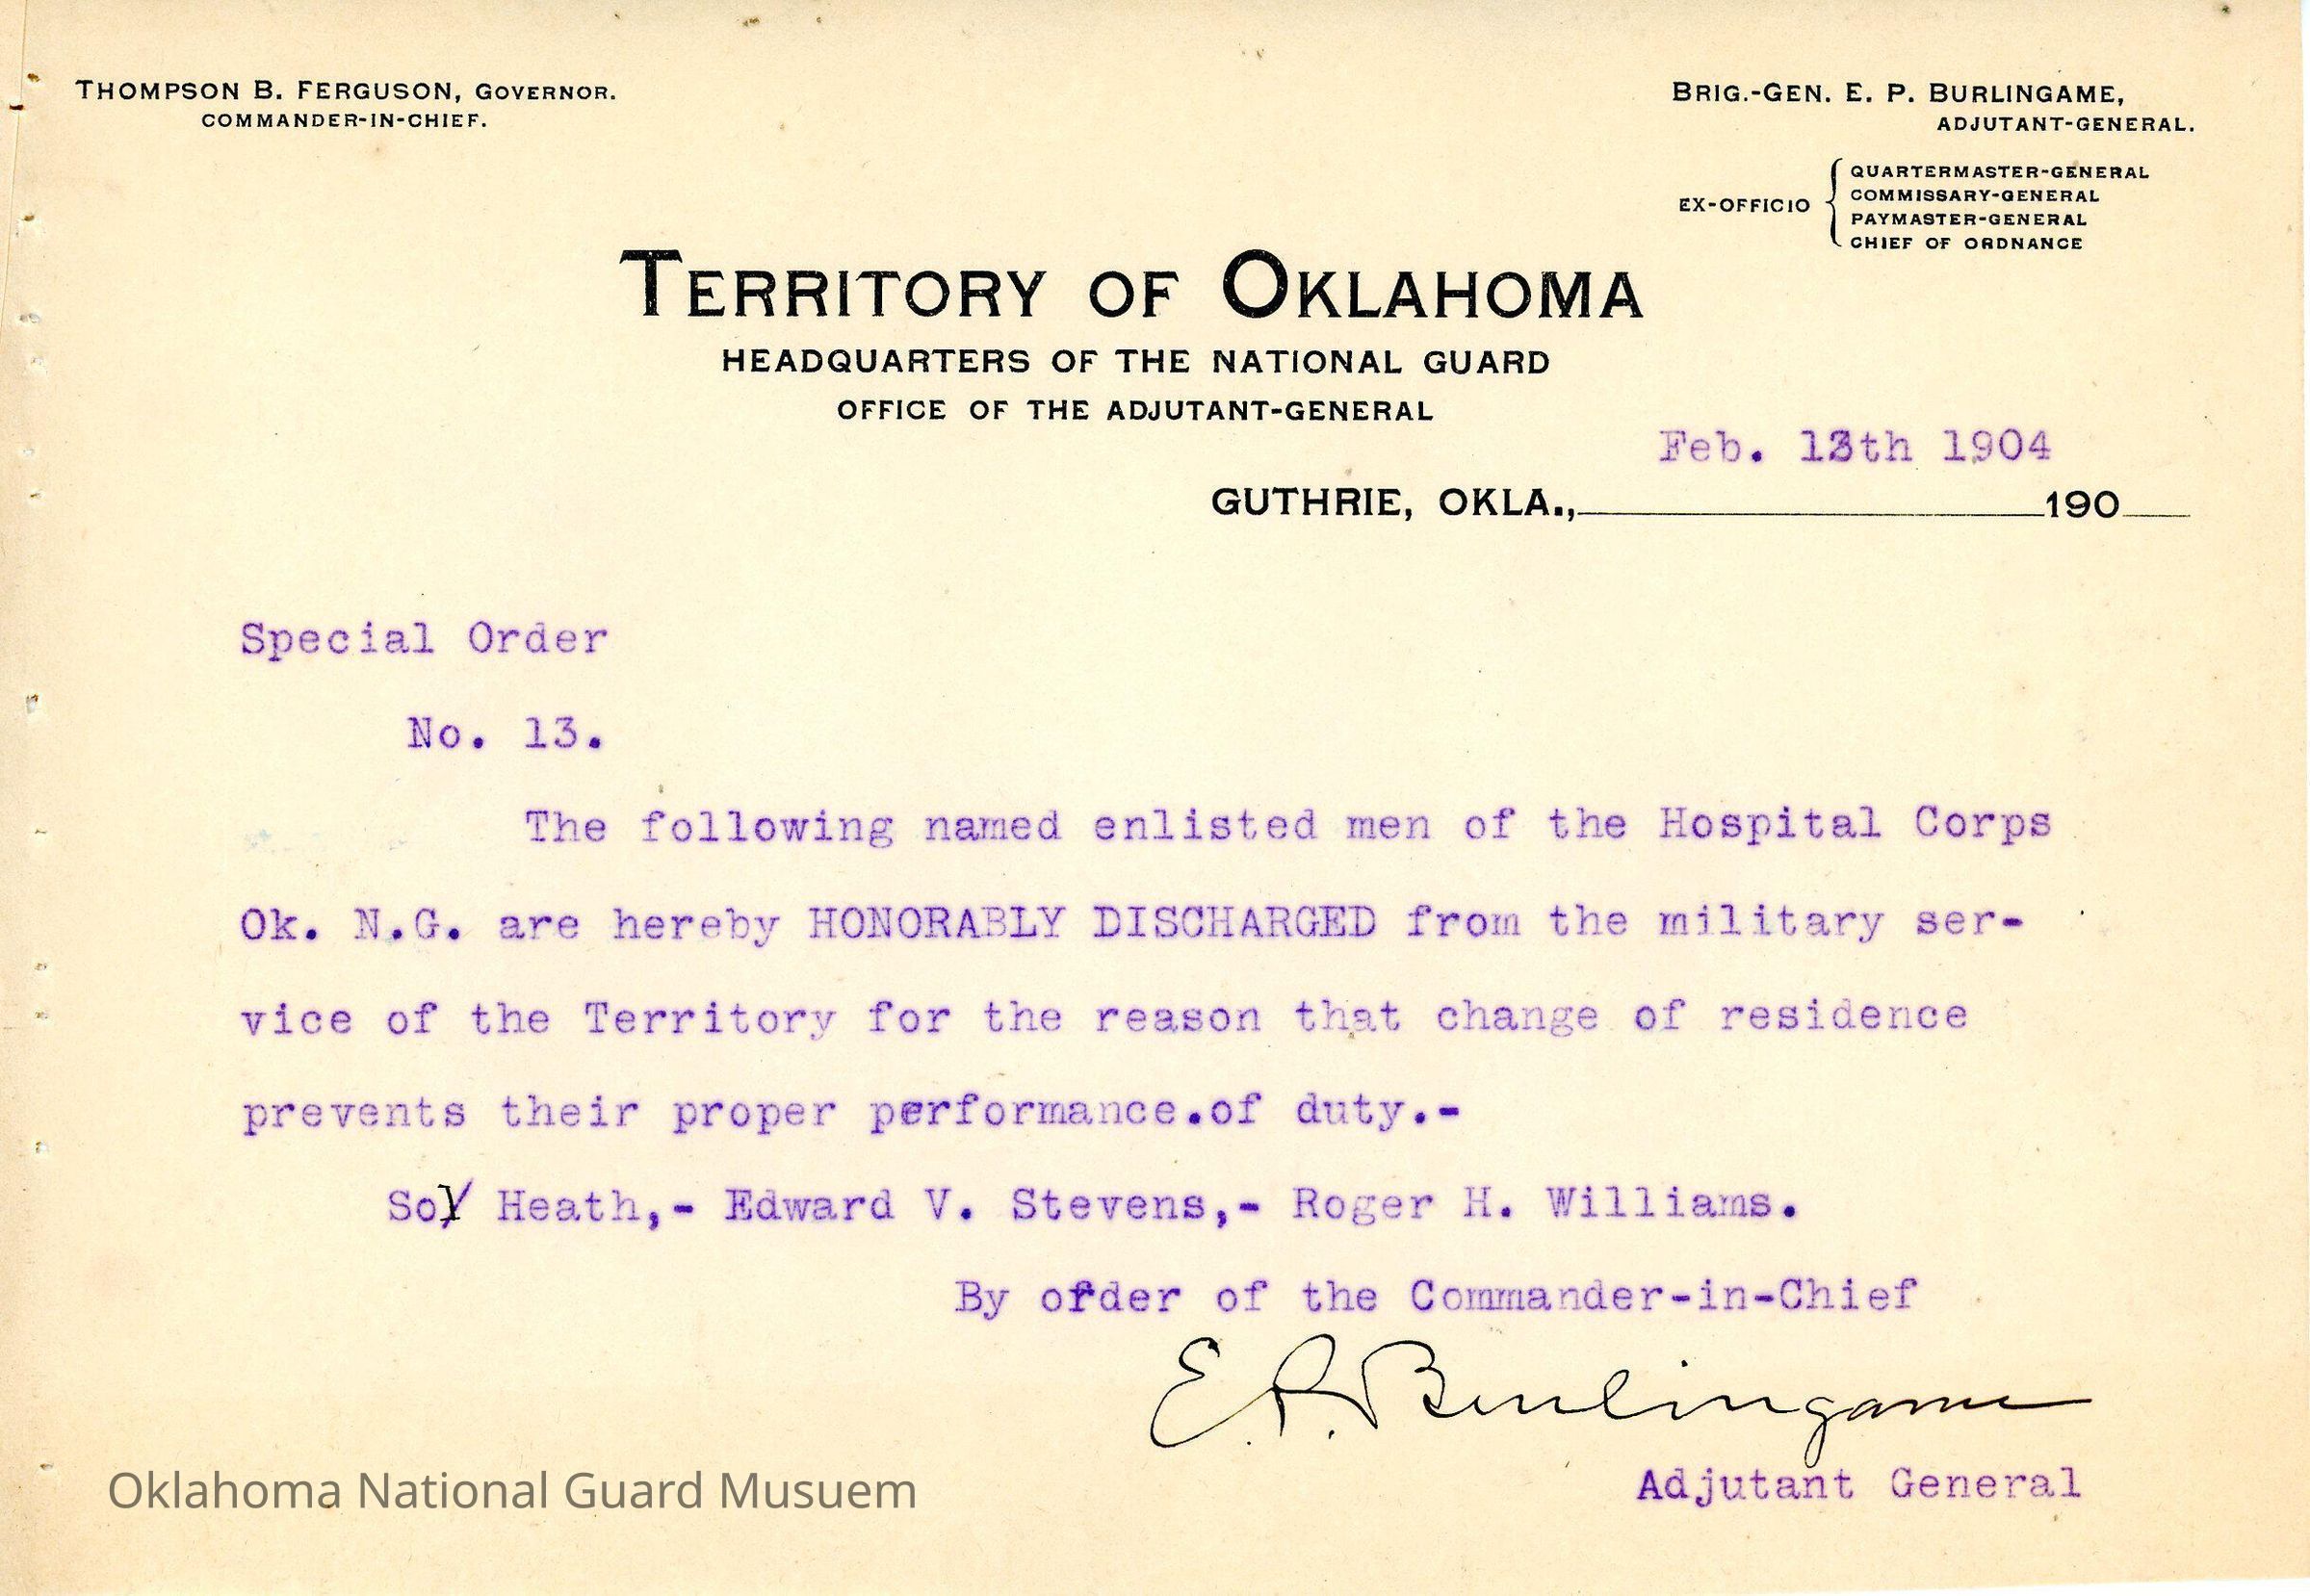 THOMPSON B. FERGUSON, GOVERNOR.
COMMANDER-IN-CHIEF.
BRIG.-GEN. E. P. BURLINGAME,
ADJUTANT-GENERAL.
EX-OFFICIO
QUARTERMASTER-GENERAL
COMMISSARY-GENERAL
PAYMASTER-GENERAL
CHIEF OF ORDNANCE
TERRITORY OF OKLAHOMA
HEADQUARTERS OF THE NATIONAL GUARD
OFFICE OF THE ADJUTANT-GENERAL
Feb. 13th 1904
GUTHRIE, OKLA., 190
Special Order
No. 13.
The following named enlisted men of the Hospital Corps
Ok. N.G. are hereby HONORABLY DISCHARGED from the military ser-
vice of the Territory for the reason that change of residence
prevents their proper performance.of duty.-
Heath,- Edward V. Stevens,- Roger H. Williams.
By order of the Commander-in-Chief
E. P. Burlingame
Adjutant General
Oklahoma National Guard Musuem